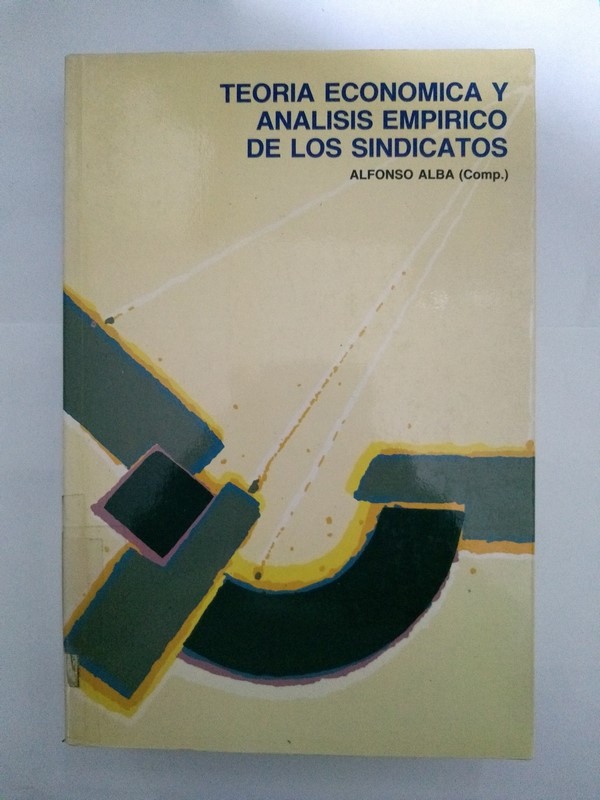 TEORIA ECONOMICA Y
ANALISIS EMPIRICO
DE LOS SINDICATOS
ALFONSO ALBA (Comp.)